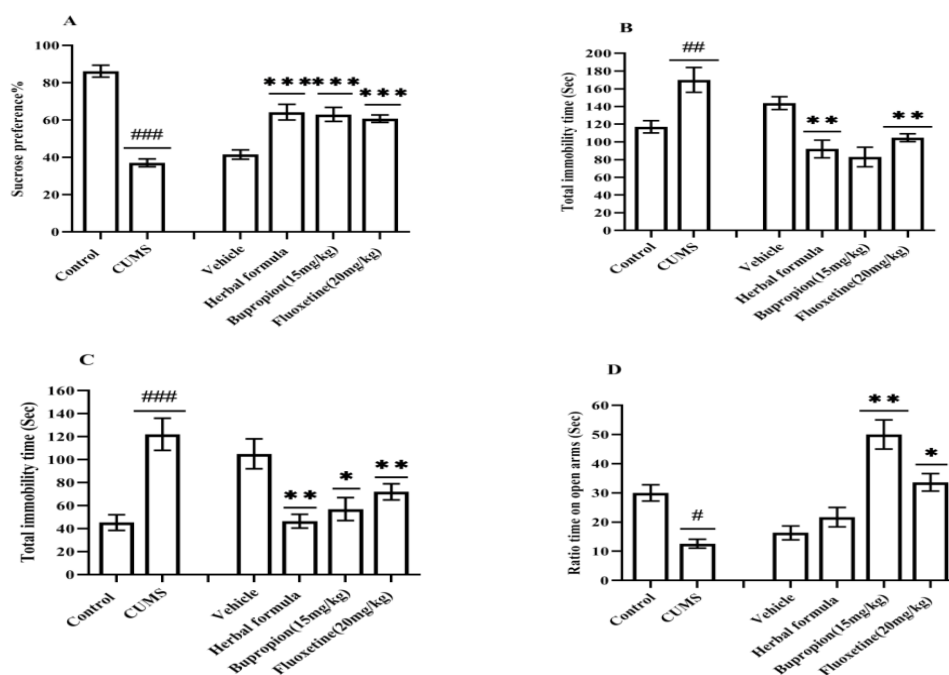 A
Sucrose preference%
100
80
60
40
20
0
###
***
***
***
Control
CUMS
Vehicle
Herbal formula
Bupropion(15mg/kg)
Fluoxetine(20mg/kg)
B
Total immobility time (Sec)
200
180
160
140
120
100
80
60
40
20
0
##
**
**
Control
CUMS
Vehicle
Herbal formula
Bupropion(15mg/kg)
Fluoxetine(20mg/kg)
C
Total immobility time (Sec)
160
140
120
100
80
60
40
20
0
###
**
*
**
Control
CUMS
Vehicle
Herbal formula
Bupropion(15mg/kg)
Fluoxetine(20mg/kg)
D
Ratio time on open arms (Sec)
60
50
40
30
20
10
0
#
**
*
Control
CUMS
Vehicle
Herbal formula
Bupropion(15mg/kg)
Fluoxetine(20mg/kg)